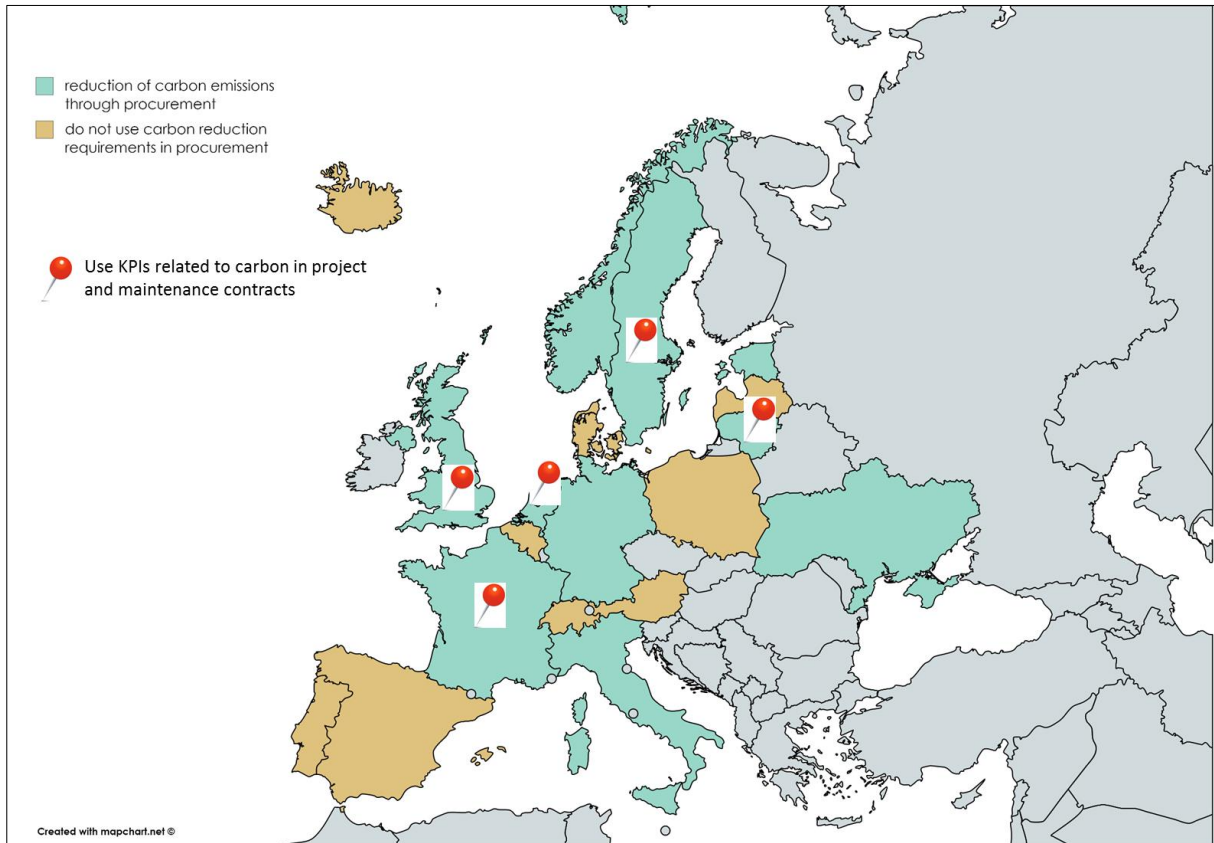 reduction of carbon emissions
through procurement
do not use carbon reduction
requirements in procurement
Use KPIs related to carbon in project
and maintenance contracts
Created with mapchart.net ©